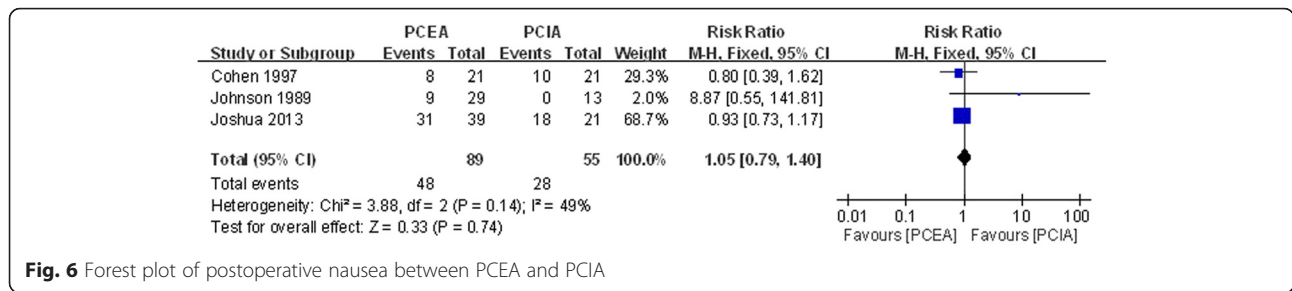 PCEA PCIA Risk Ratio Risk Ratio
Study or Subgroup Events Total Events Total Weight M-H, Fixed, 95% CI M-H, Fixed, 95% CI
Cohen 1997 8 21 10 21 29.3% 0.80 [0.39, 1.62]
Johnson 1989 9 29 0 13 2.0% 8.87 [0.55, 141.81]
Joshua 2013 31 39 18 21 68.7% 0.93 [0.73, 1.17]
Total (95% CI) 89 55 100.0% 1.05 [0.79, 1.40]
Total events 48 28
Heterogeneity: Chi² = 3.88, df = 2 (P = 0.14); I² = 49%
Test for overall effect: Z = 0.33 (P = 0.74)
0.01 0.1 1 10 100
Favours [PCEA] Favours [PCIA]
Fig. 6 Forest plot of postoperative nausea between PCEA and PCIA